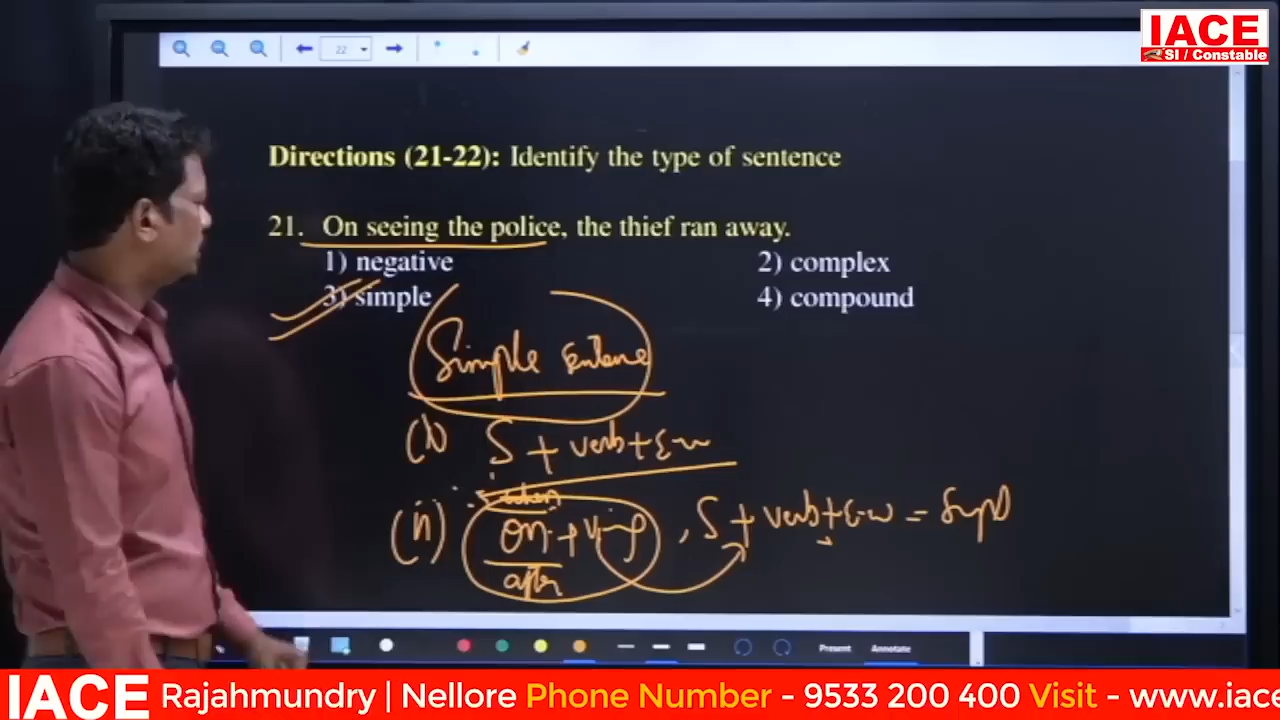 IACE
SI / Constable
22
Directions (21-22): Identify the type of sentence
21. On seeing the police, the thief ran away.
1) negative 2) complex
3) simple 4) compound
Simple sentence
(i) S + verb + E.w
when
(ii) on + Ving , S + verb + E.w =
after
Present Annotate
IACE Rajahmundry | Nellore Phone Number - 9533 200 400 Visit - www.iace